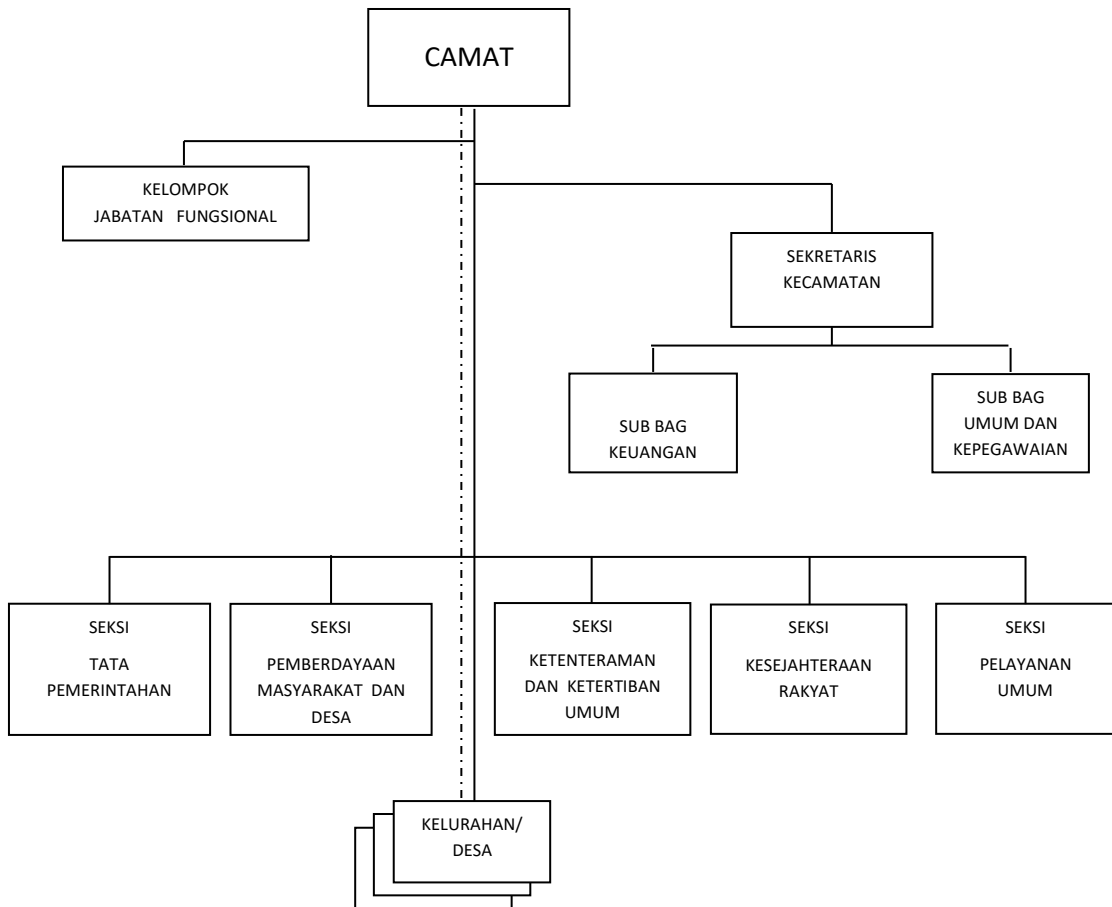 CAMAT
KELOMPOK
JABATAN FUNGSIONAL
SEKRETARIS
KECAMATAN
SUB BAG
KEUANGAN
SUB BAG
UMUM DAN
KEPEGAWAIAN
SEKSI
TATA
PEMERINTAHAN
SEKSI
PEMBERDAYAAN
MASYARAKAT DAN
DESA
SEKSI
KETENTERAMAN
DAN KETERTIBAN
UMUM
SEKSI
KESEJAHTERAAN
RAKYAT
SEKSI
PELAYANAN
UMUM
KELURAHAN/
DESA